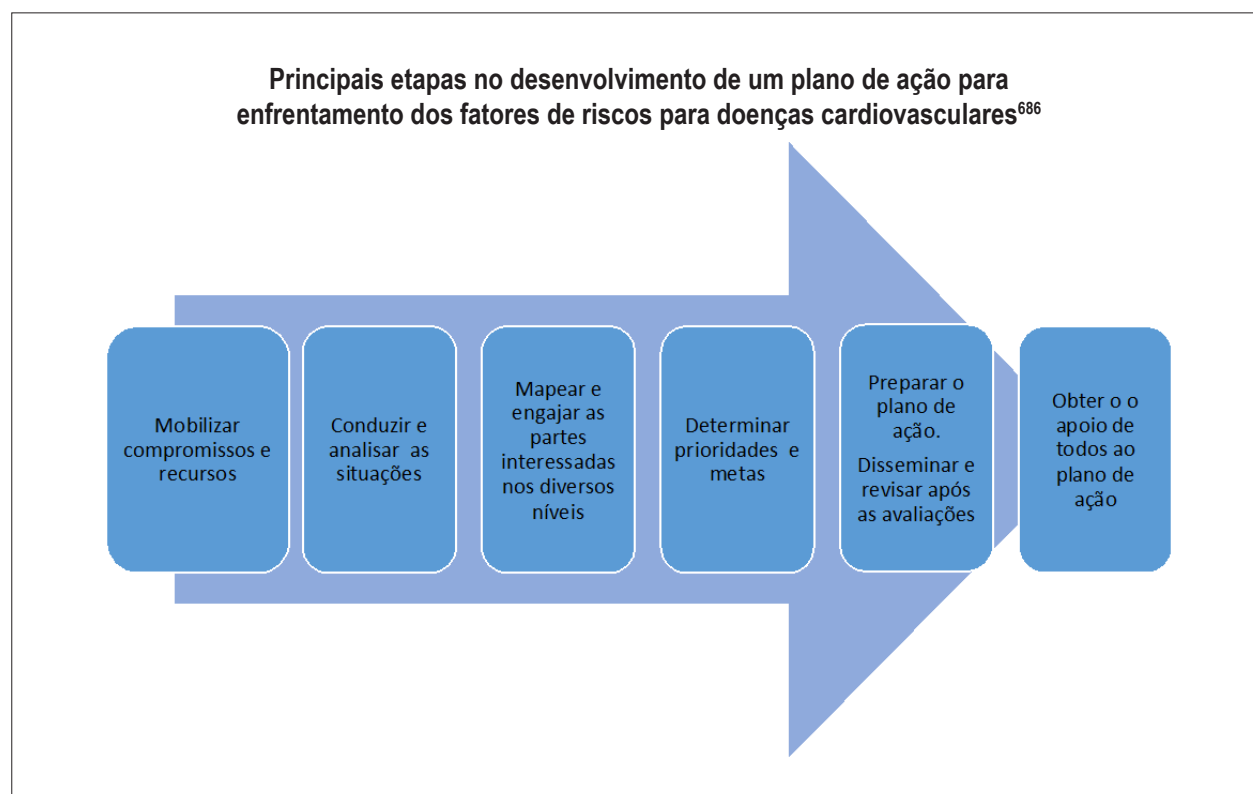 Principais etapas no desenvolvimento de um plano de ação para
enfrentamento dos fatores de riscos para doenças cardiovasculares⁶⁸⁶
Mobilizar
compromissos e
recursos
Conduzir e
analisar as
situações
Mapear e
engajar as
partes
interessadas
nos diversos
níveis
Determinar
prioridades e
metas
Preparar o
plano de
ação.
Disseminar e
revisar após
as avaliações
Obter o o
apoio de
todos ao
plano de
ação